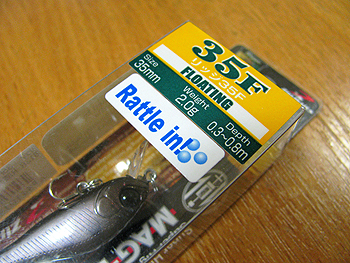 35F
リッジ35F
FLOATING
Size
35mm
Weight
2.0g
Depth
0.3~0.8m
Rattle in!
MAG